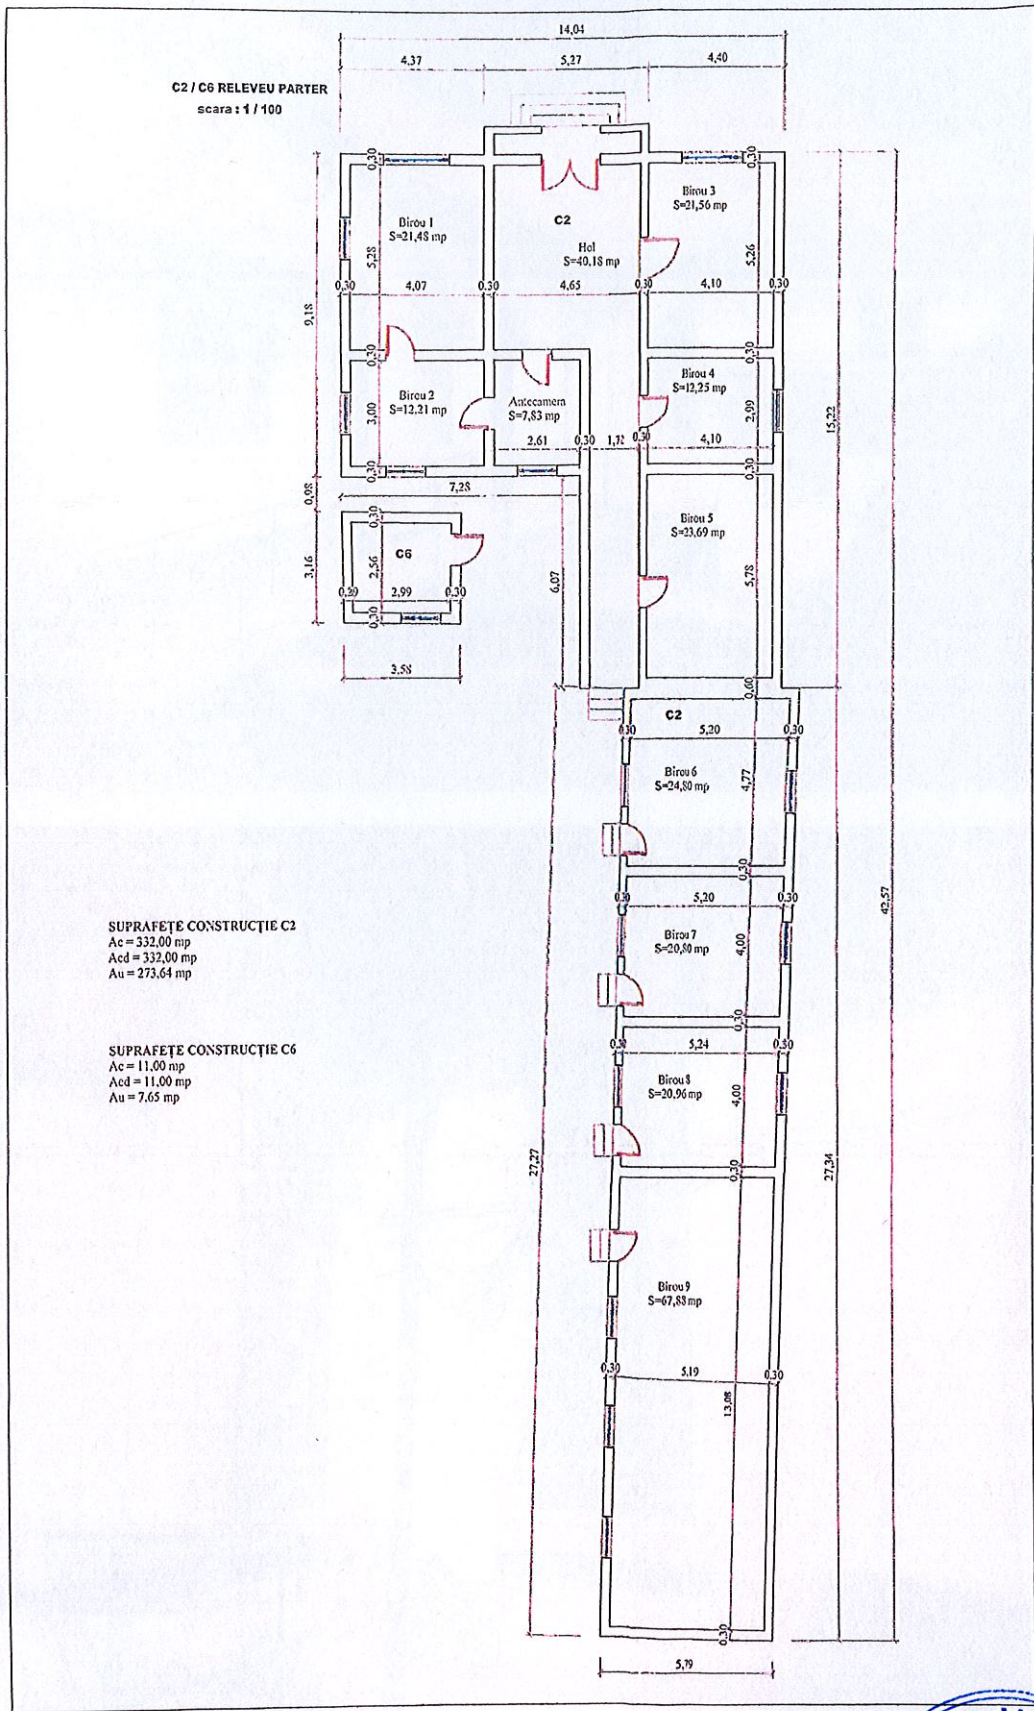 14,04
4,37 5,27 4,40
C2 / C6 RELEVEU PARTER
scara : 1 / 100
0,30 0,30
Birou 1
S=21,48 mp
C2
Hol
S=40,18 mp
Birou 3
S=21,56 mp
5,28 5,26
0,30 4,07 0,30 4,65 0,30 4,10 0,30
9,18
0,30 0,30
Birou 2
S=12,21 mp
Antecamera
S=7,83 mp
Birou 4
S=12,25 mp
3,00 2,99
2,61 0,30 1,72 0,30 4,10
15,22
0,30 0,30
7,28
0,98
0,30
C6
3,16
2,56
0,29 2,99 0,30
0,30
3,58
6,07
Birou 5
S=23,69 mp
5,78
0,60
C2
0,30 5,20 0,30
Birou 6
S=24,80 mp
4,77
0,30
0,30 5,20 0,30
42,57
SUPRAFEȚE CONSTRUCȚIE C2
Ac = 332,00 mp
Acd = 332,00 mp
Au = 273,64 mp
Birou 7
S=20,80 mp
4,00
0,30
0,30 5,24 0,30
SUPRAFEȚE CONSTRUCȚIE C6
Ac = 11,00 mp
Acd = 11,00 mp
Au = 7,65 mp
Birou 8
S=20,96 mp
4,00
0,30
27,27 27,34
Birou 9
S=67,88 mp
0,30 5,19 0,30
13,08
0,30
5,79